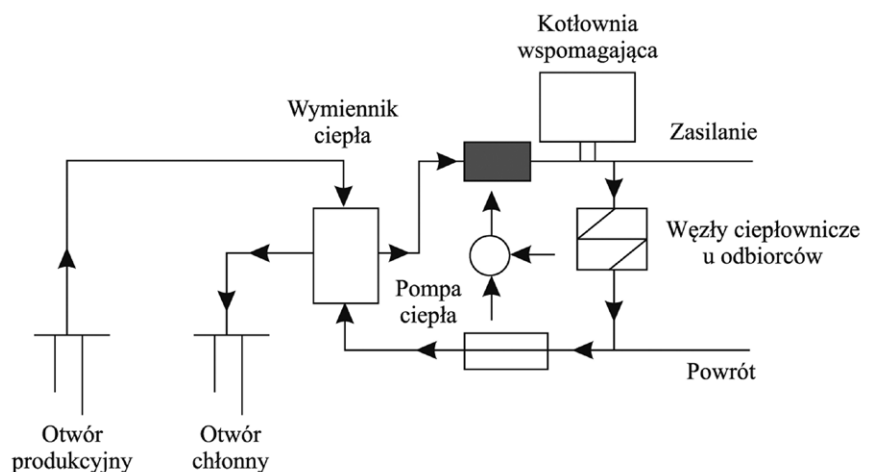 Kotłownia
wspomagająca
Wymiennik
ciepła
Zasilanie
Węzły ciepłownicze
u odbiorców
Pompa
ciepła
Powrót
Otwór
produkcyjny
Otwór
chłonny